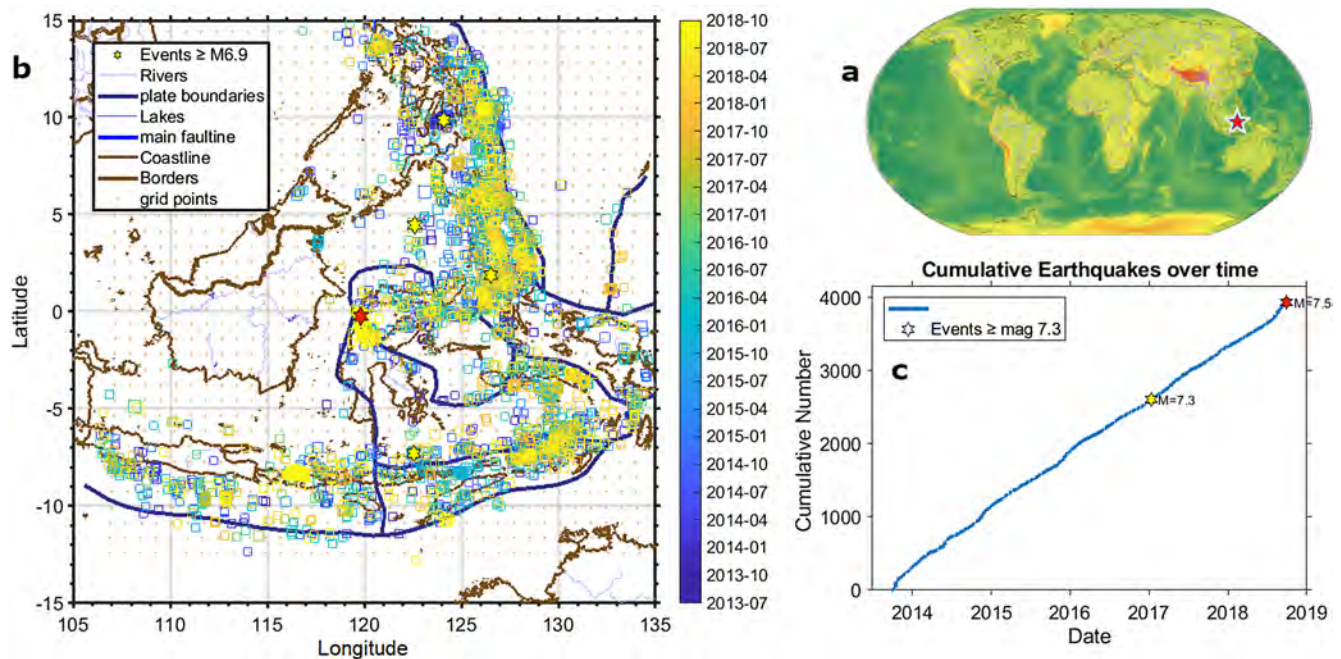 b
Events ≥ M6.9
Rivers
plate boundaries
Lakes
main faultine
Coastline
Borders
grid points
15
10
5
0
-5
-10
-15
Latitude
105
110
115
120
125
130
135
Longitude
2018-10
2018-07
2018-04
2018-01
2017-10
2017-07
2017-04
2017-01
2016-10
2016-07
2016-04
2016-01
2015-10
2015-07
2015-04
2015-01
2014-10
2014-07
2014-04
2014-01
2013-10
2013-07
a
Cumulative Earthquakes over time
Events ≥ mag 7.3
c
M=7.5
M=7.3
4000
3000
2000
1000
0
Cumulative Number
2014
2015
2016
2017
2018
2019
Date